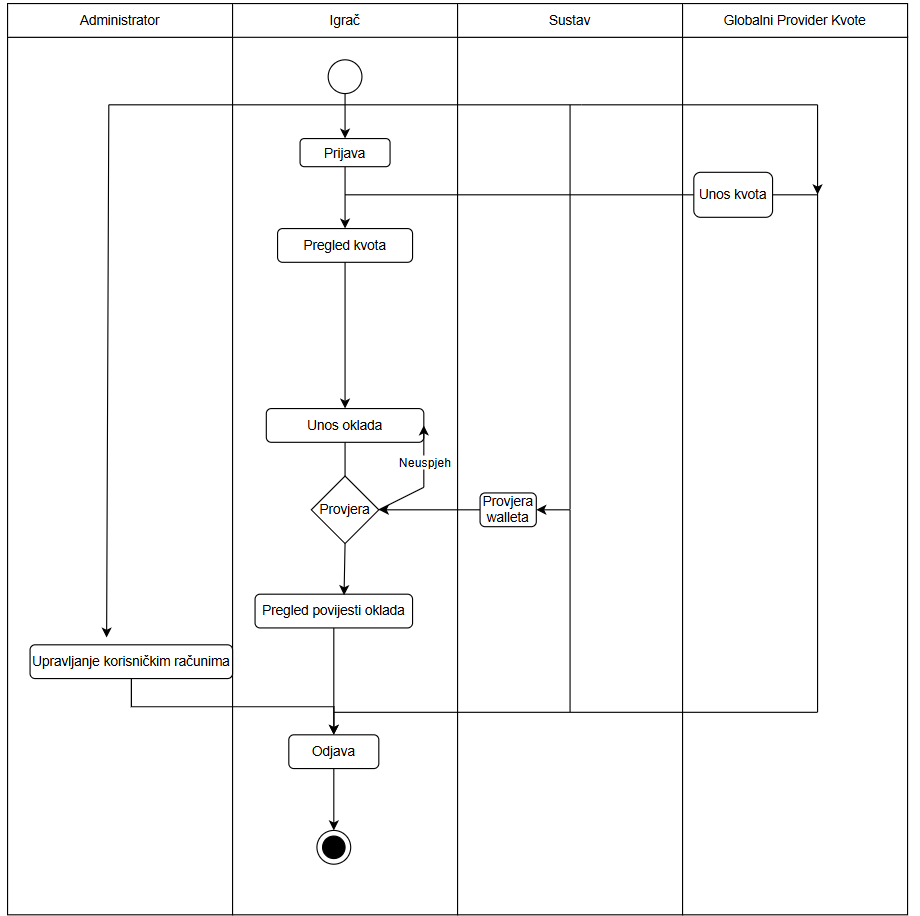 Administrator
Igrač
Sustav
Globalni Provider Kvote
Prijava
Unos kvota
Pregled kvota
Unos oklada
Neuspjeh
Provjera
Provjera
walleta
Pregled povijesti oklada
Upravljanje korisničkim računima
Odjava